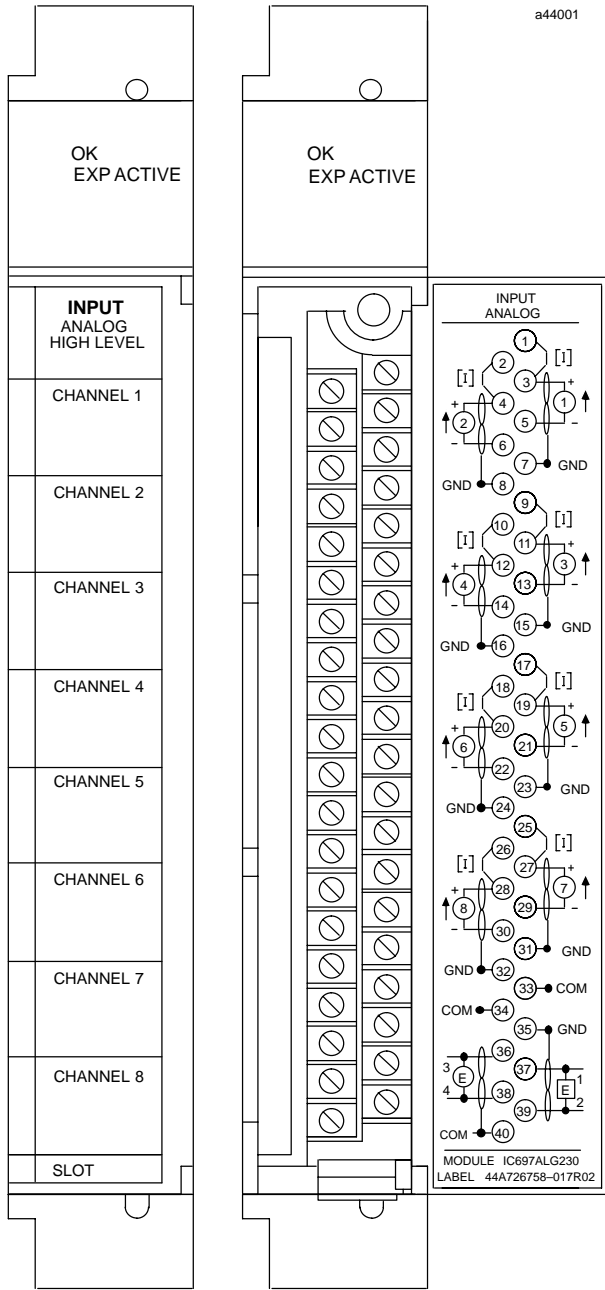 a44001
OK
EXP ACTIVE
OK
EXP ACTIVE
INPUT
ANALOG
HIGH LEVEL
CHANNEL 1
CHANNEL 2
CHANNEL 3
CHANNEL 4
CHANNEL 5
CHANNEL 6
CHANNEL 7
CHANNEL 8
SLOT
INPUT
ANALOG
1
2 [I]
[I] 3 +
+ 4 1
2 5 −
− 6
7 GND
GND 8
9
10 [I]
[I] 11 +
+ 12 3
4 13 −
− 14
15 GND
GND 16
17
18 [I]
[I] 19 +
+ 20 5
6 21 −
− 22
23 GND
GND 24
25
26 [I]
[I] 27 +
+ 28 7
8 29 −
− 30
31 GND
GND 32
33 COM
COM 34
35 GND
36
3 37 1
E E
4 38 2
39
COM 40
MODULE IC697ALG230
LABEL 44A726758–017R02